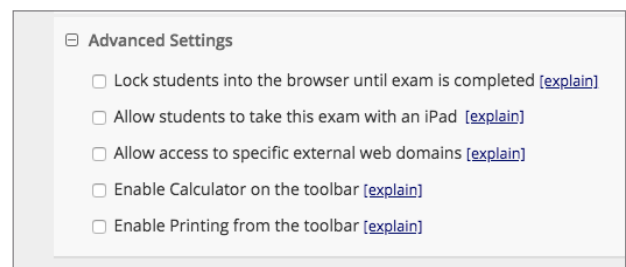 Advanced Settings
Lock students into the browser until exam is completed [explain]
Allow students to take this exam with an iPad [explain]
Allow access to specific external web domains [explain]
Enable Calculator on the toolbar [explain]
Enable Printing from the toolbar [explain]